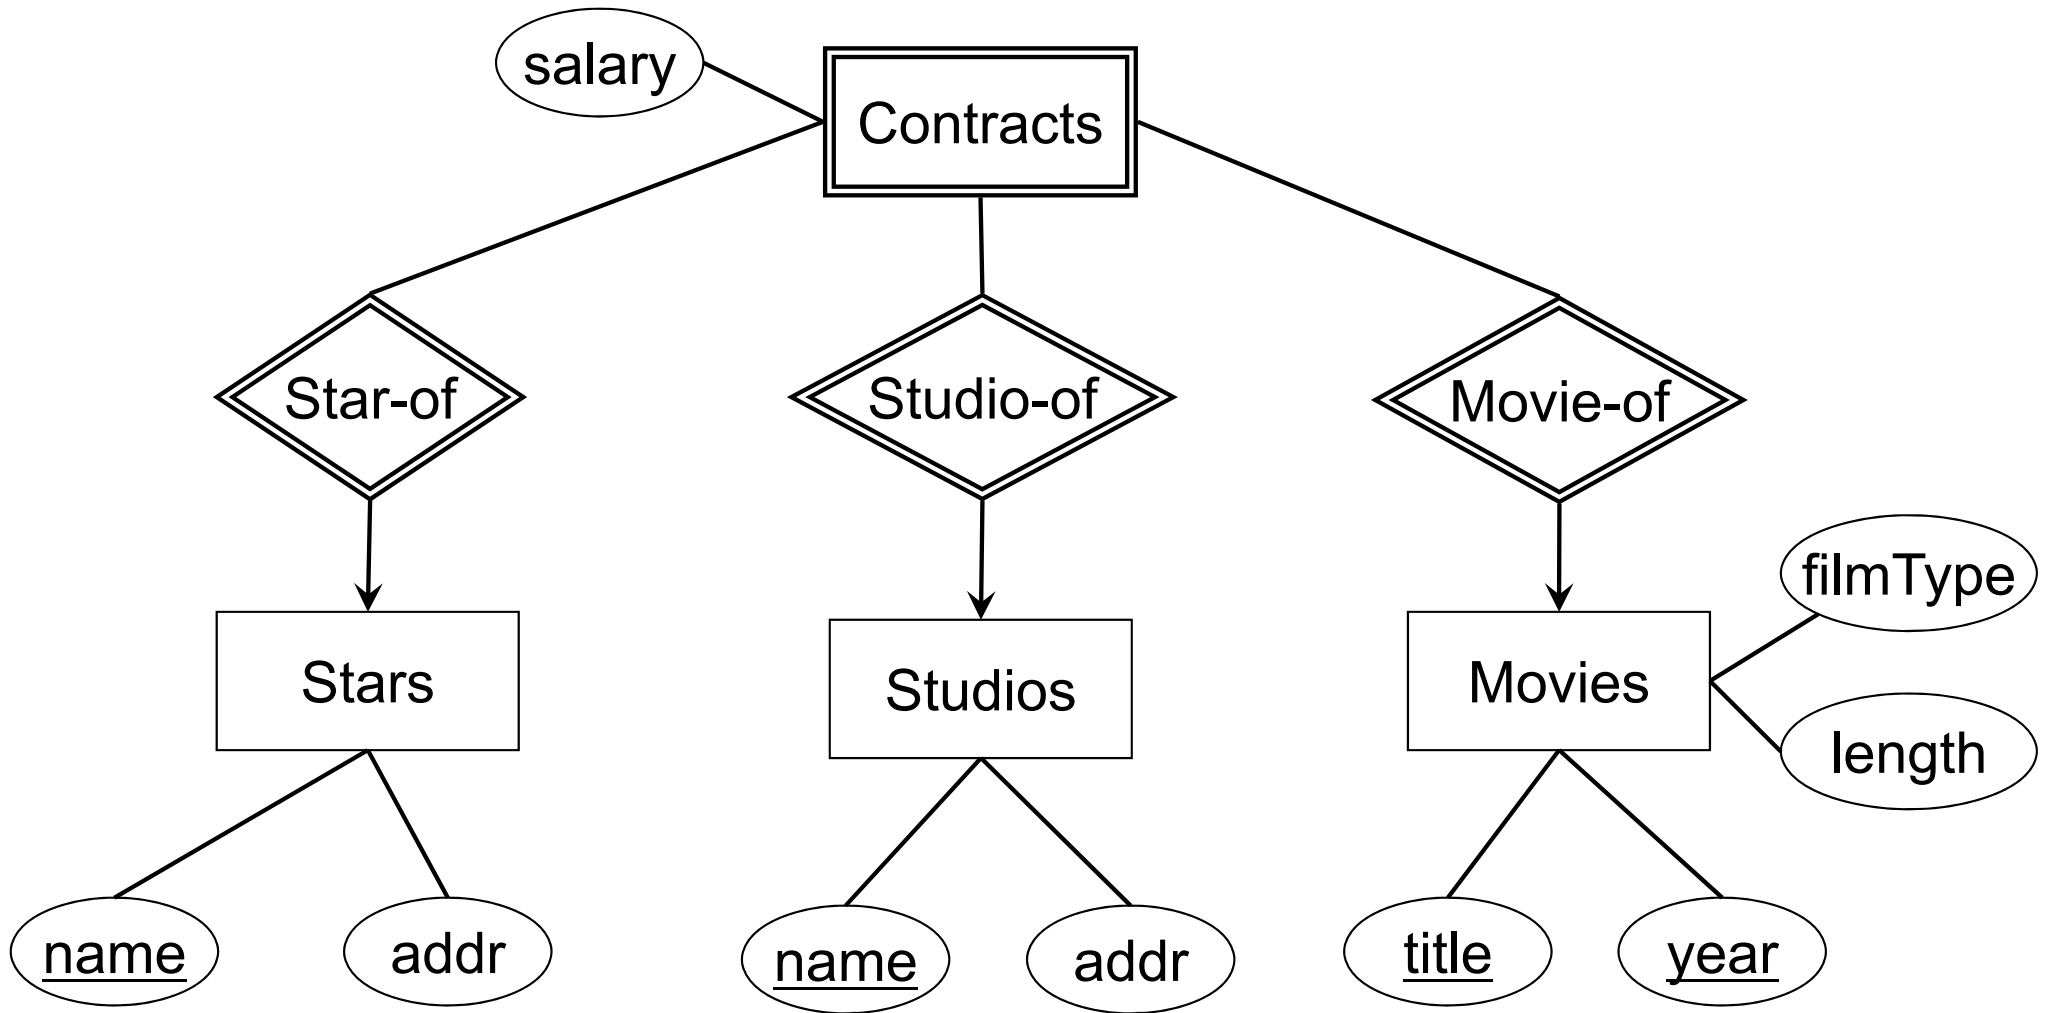 salary
Contracts
Star-of
Studio-of
Movie-of
filmType
Stars
Studios
Movies
length
name
addr
name
addr
title
year